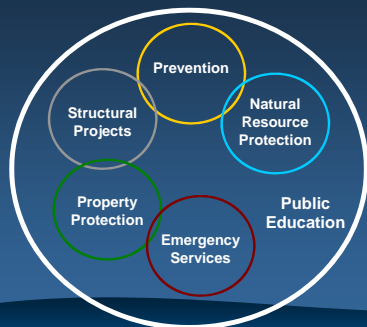 Prevention
Structural
Projects
Natural
Resource
Protection
Property
Protection
Public
Education
Emergency
Services